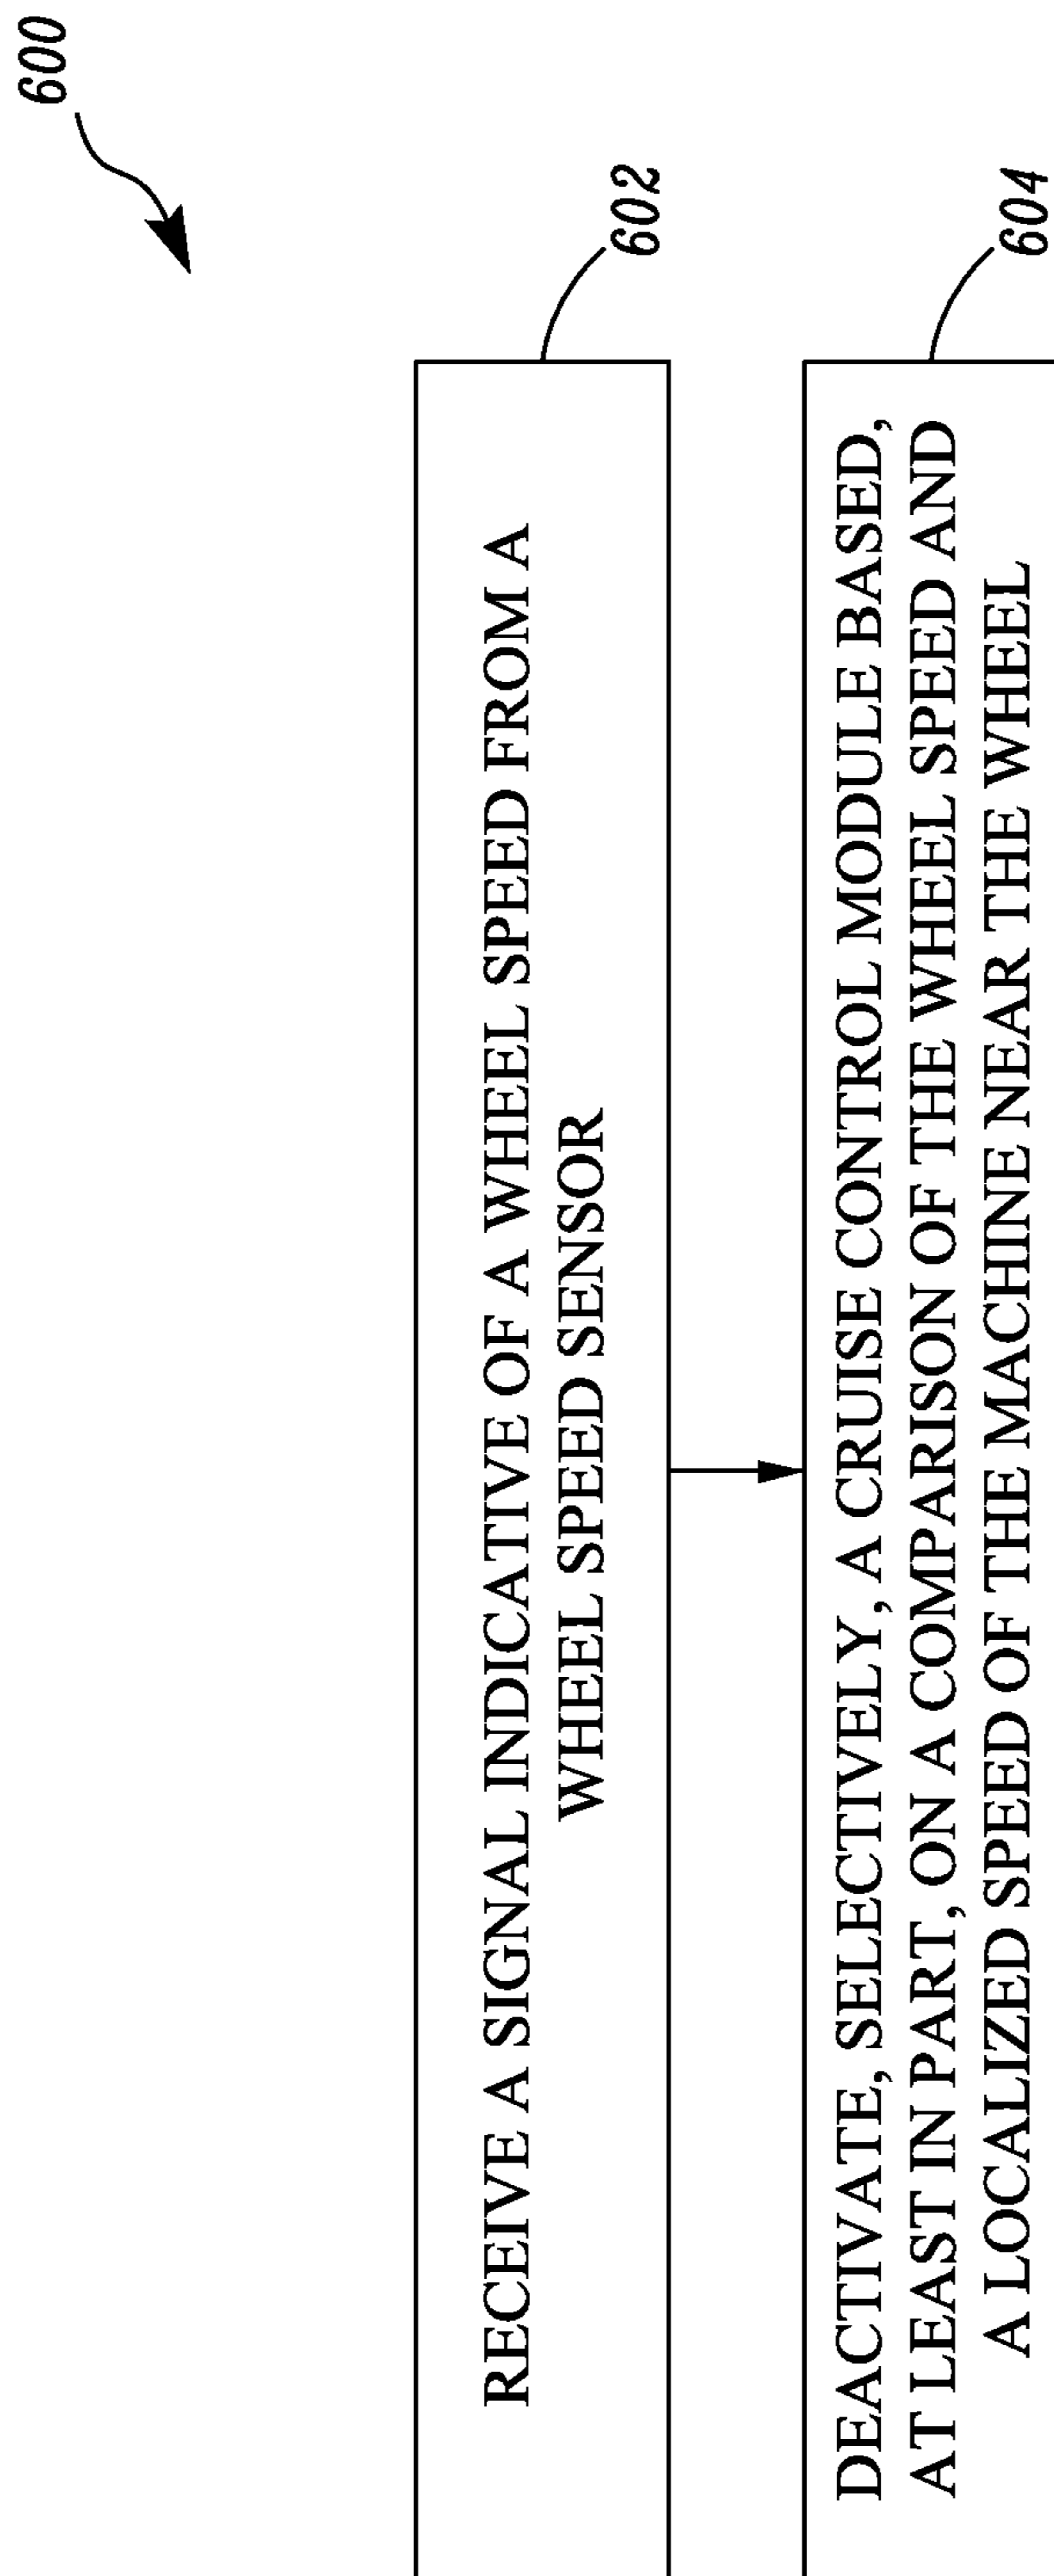 600
602
RECEIVE A SIGNAL INDICATIVE OF A WHEEL SPEED FROM A
WHEEL SPEED SENSOR
604
DEACTIVATE, SELECTIVELY, A CRUISE CONTROL MODULE BASED,
AT LEAST IN PART, ON A COMPARISON OF THE WHEEL SPEED AND
A LOCALIZED SPEED OF THE MACHINE NEAR THE WHEEL